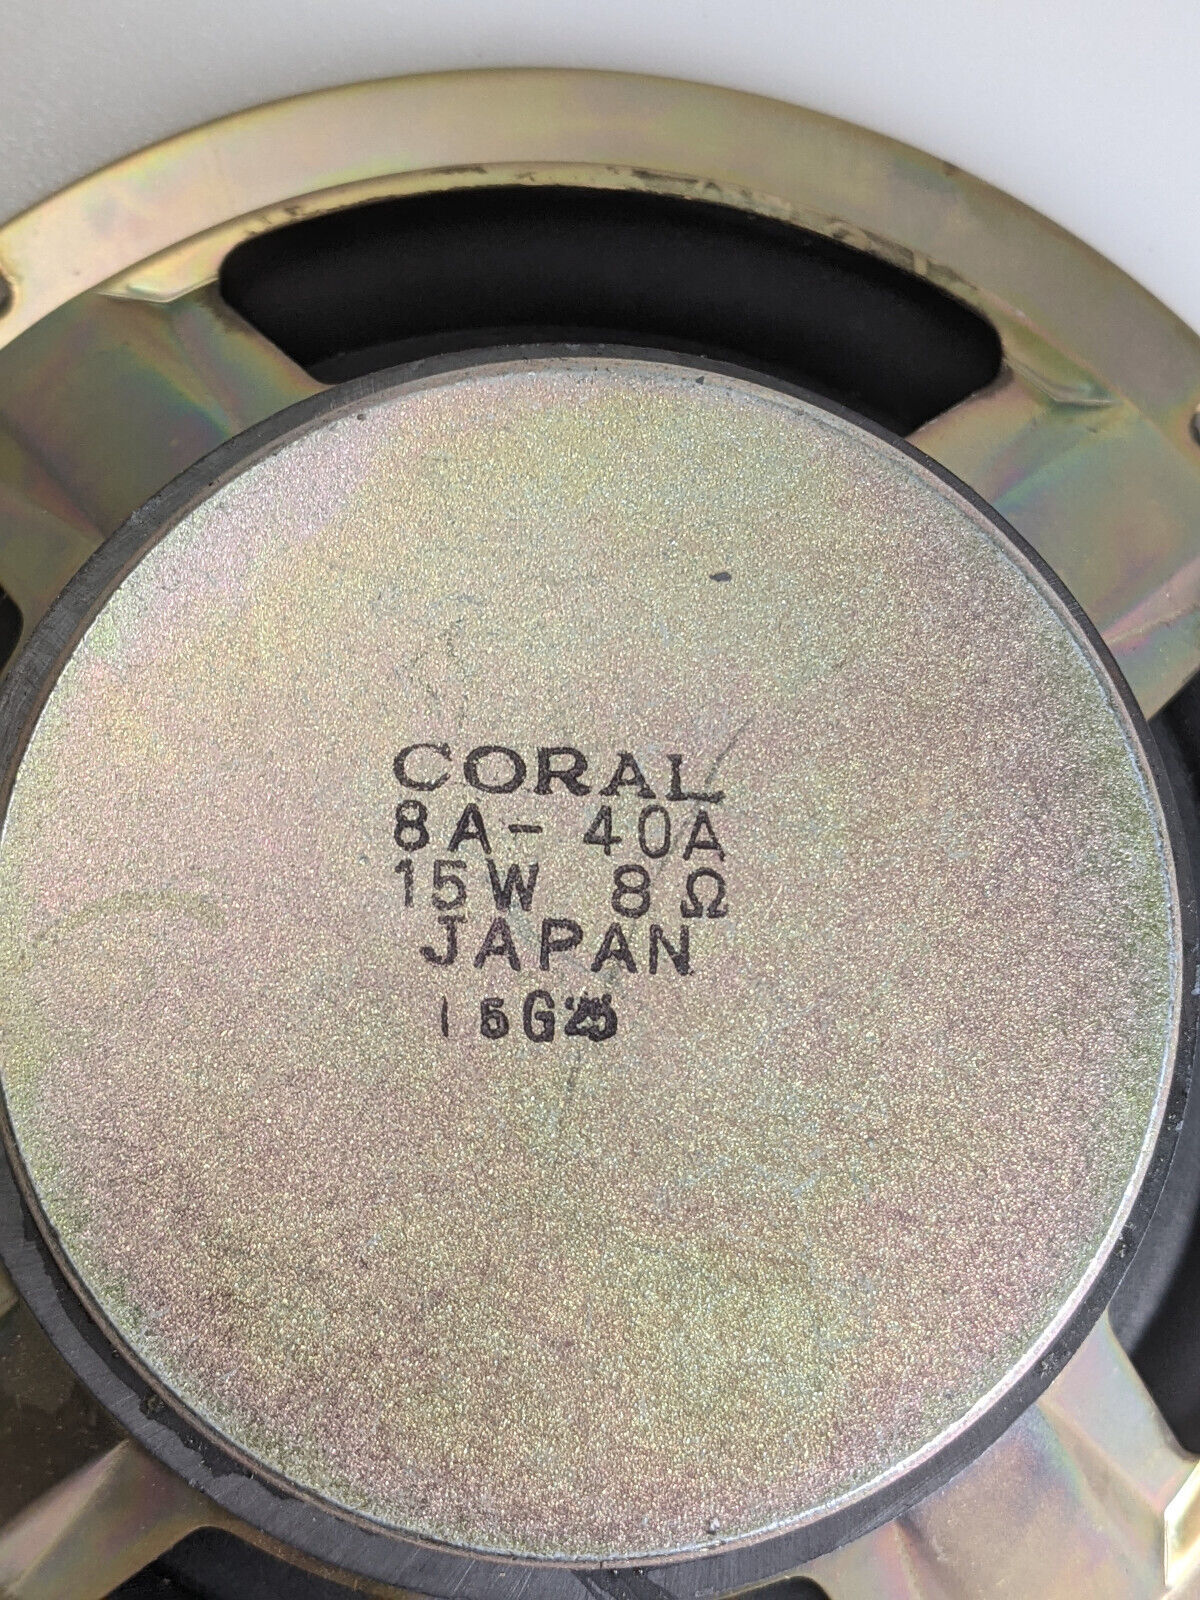 CORAL
8A-40A
15W 8Ω
JAPAN